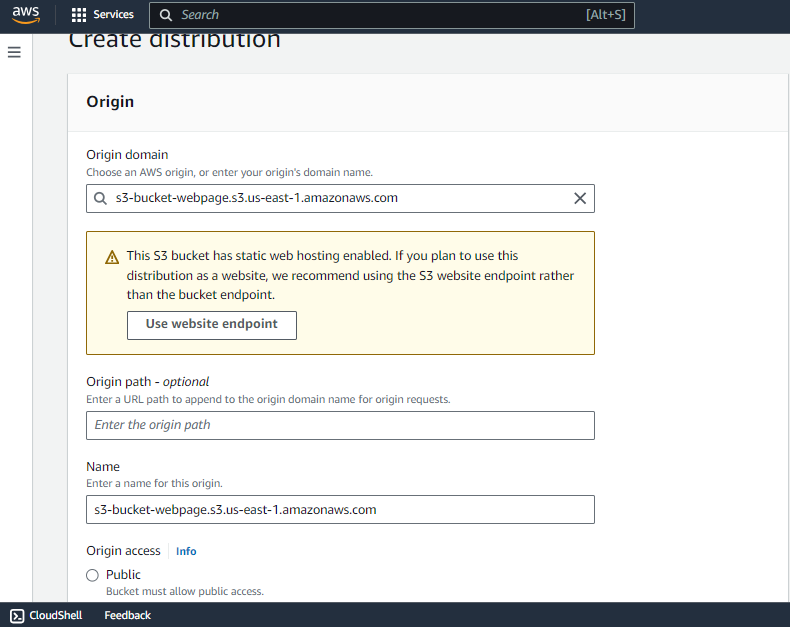 aws
Services
Search
[Alt+S]
Create distribution
Origin
Origin domain
Choose an AWS origin, or enter your origin's domain name.
s3-bucket-webpage.s3.us-east-1.amazonaws.com
This S3 bucket has static web hosting enabled. If you plan to use this
distribution as a website, we recommend using the S3 website endpoint rather
than the bucket endpoint.
Use website endpoint
Origin path - optional
Enter a URL path to append to the origin domain name for origin requests.
Enter the origin path
Name
Enter a name for this origin.
s3-bucket-webpage.s3.us-east-1.amazonaws.com
Origin access
Info
Public
Bucket must allow public access.
CloudShell
Feedback